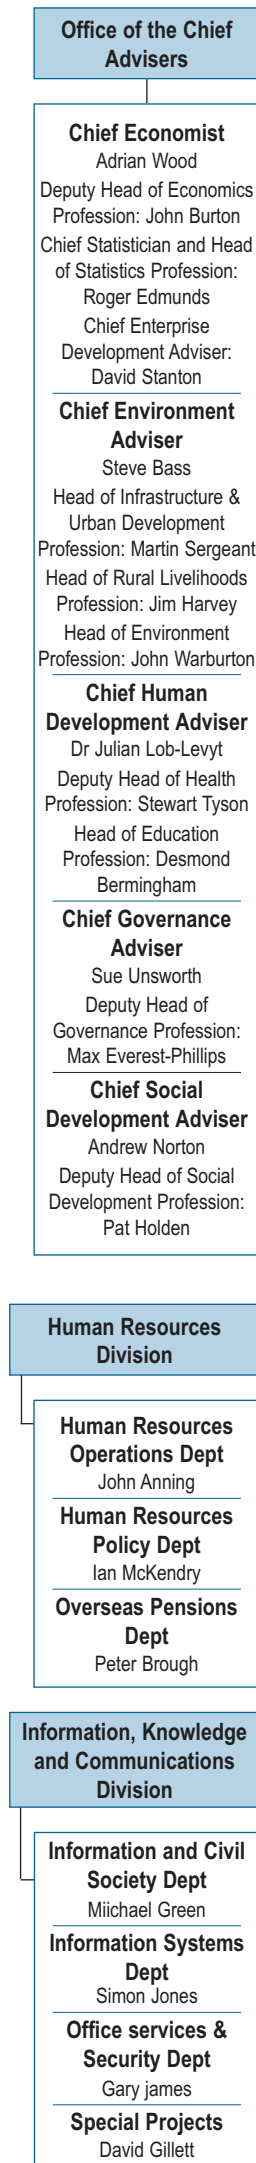 Office of the Chief
Advisers
Chief Economist
Adrian Wood
Deputy Head of Economics
Profession: John Burton
Chief Statistician and Head
of Statistics Profession:
Roger Edmunds
Chief Enterprise
Development Adviser:
David Stanton
Chief Environment
Adviser
Steve Bass
Head of Infrastructure &
Urban Development
Profession: Martin Sergeant
Head of Rural Livelihoods
Profession: Jim Harvey
Head of Environment
Profession: John Warburton
Chief Human
Development Adviser
Dr Julian Lob-Levyt
Deputy Head of Health
Profession: Stewart Tyson
Head of Education
Profession: Desmond
Bermingham
Chief Governance
Adviser
Sue Unsworth
Deputy Head of
Governance Profession:
Max Everest-Phillips
Chief Social
Development Adviser
Andrew Norton
Deputy Head of Social
Development Profession:
Pat Holden
Human Resources
Division
Human Resources
Operations Dept
John Anning
Human Resources
Policy Dept
Ian McKendry
Overseas Pensions
Dept
Peter Brough
Information, Knowledge
and Communications
Division
Information and Civil
Society Dept
Miichael Green
Information Systems
Dept
Simon Jones
Office services &
Security Dept
Gary james
Special Projects
David Gillett